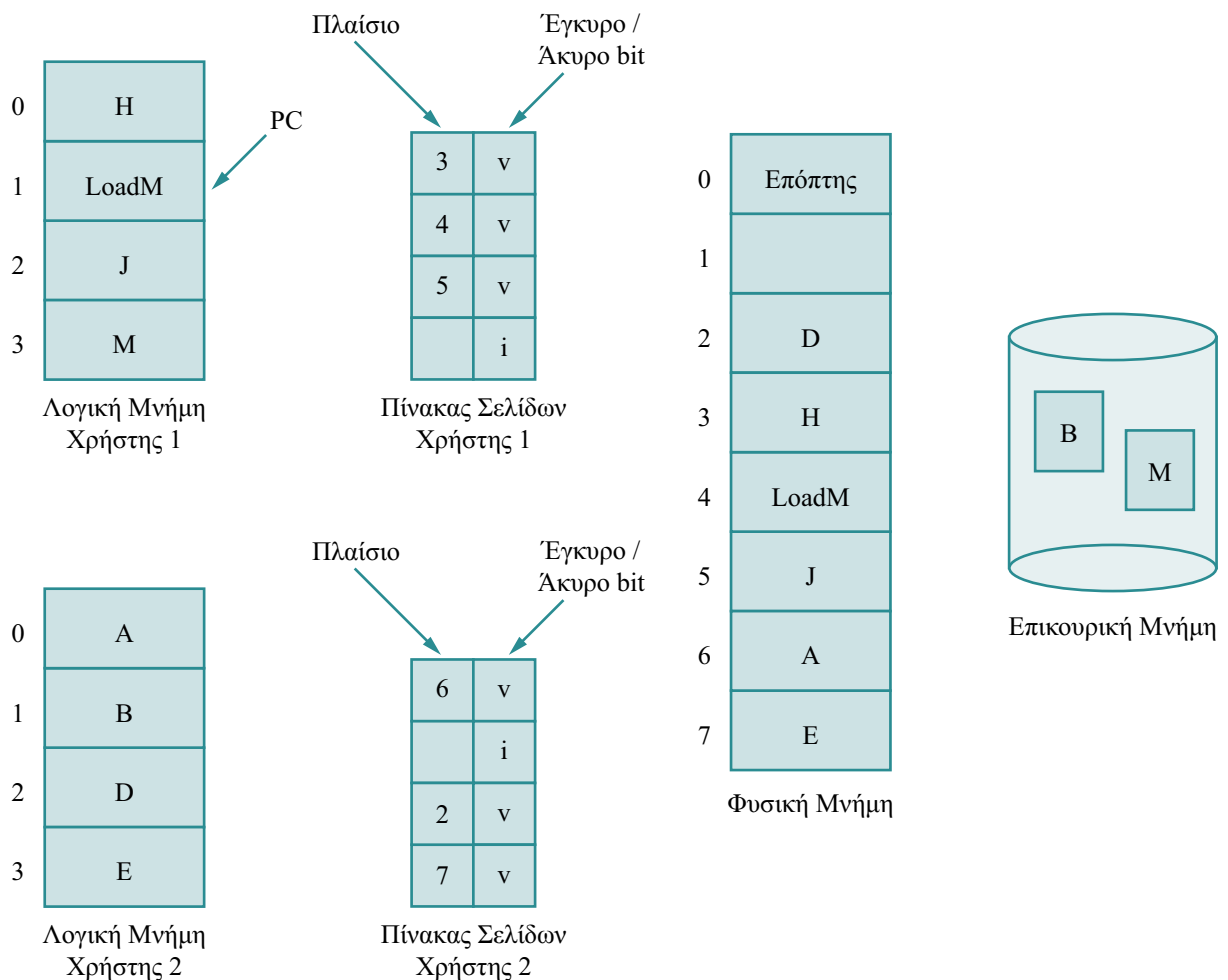 Πλαίσιο
Έγκυρο /
Άκυρο bit
PC
0 H
1 LoadM
2 J
3 M
Λογική Μνήμη
Χρήστης 1
3 v
4 v
5 v
i
Πίνακας Σελίδων
Χρήστης 1
Πλαίσιο
Έγκυρο /
Άκυρο bit
0 A
1 B
2 D
3 E
Λογική Μνήμη
Χρήστης 2
6 v
i
2 v
7 v
Πίνακας Σελίδων
Χρήστης 2
0 Επόπτης
1
2 D
3 H
4 LoadM
5 J
6 A
7 E
Φυσική Μνήμη
B
M
Επικουρική Μνήμη